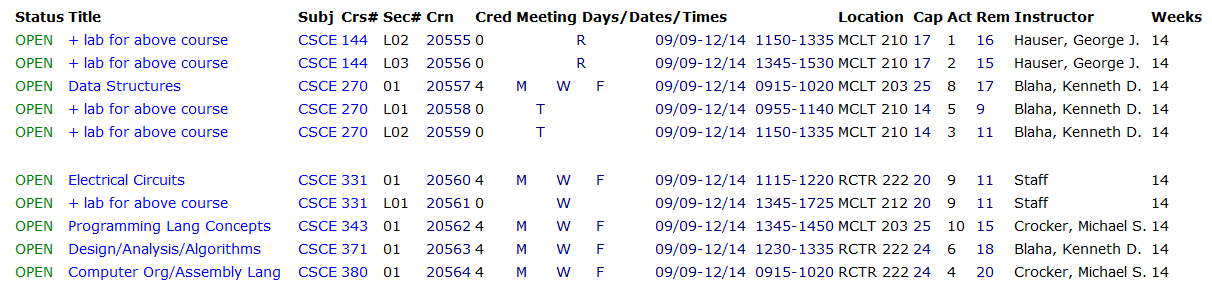 Status Title Subj Crs# Sec# Crn Cred Meeting Days/Dates/Times Location Cap Act Rem Instructor Weeks
OPEN + lab for above course CSCE 144 L02 20555 0 R 09/09-12/14 1150-1335 MCLT 210 17 1 16 Hauser, George J. 14
OPEN + lab for above course CSCE 144 L03 20556 0 R 09/09-12/14 1345-1530 MCLT 210 17 2 15 Hauser, George J. 14
OPEN Data Structures CSCE 270 01 20557 4 M W F 09/09-12/14 0915-1020 MCLT 203 25 8 17 Blaha, Kenneth D. 14
OPEN + lab for above course CSCE 270 L01 20558 0 T 09/09-12/14 0955-1140 MCLT 210 14 5 9 Blaha, Kenneth D. 14
OPEN + lab for above course CSCE 270 L02 20559 0 T 09/09-12/14 1150-1335 MCLT 210 14 3 11 Blaha, Kenneth D. 14
OPEN Electrical Circuits CSCE 331 01 20560 4 M W F 09/09-12/14 1115-1220 RCTR 222 20 9 11 Staff 14
OPEN + lab for above course CSCE 331 L01 20561 0 W 09/09-12/14 1345-1725 MCLT 212 20 9 11 Staff 14
OPEN Programming Lang Concepts CSCE 343 01 20562 4 M W F 09/09-12/14 1345-1450 MCLT 203 25 10 15 Crocker, Michael S. 14
OPEN Design/Analysis/Algorithms CSCE 371 01 20563 4 M W F 09/09-12/14 1230-1335 RCTR 222 24 6 18 Blaha, Kenneth D. 14
OPEN Computer Org/Assembly Lang CSCE 380 01 20564 4 M W F 09/09-12/14 0915-1020 RCTR 222 24 4 20 Crocker, Michael S. 14